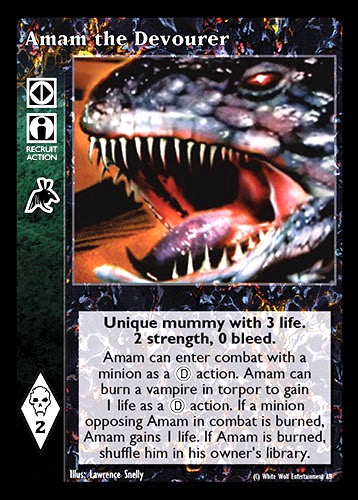 Amam the Devourer
RECRUIT
ACTION
Unique mummy with 3 life.
2 strength, 0 bleed.
Amam can enter combat with a
minion as a Ⓓ action. Amam can
burn a vampire in torpor to gain
1 life as a Ⓓ action. If a minion
opposing Amam in combat is burned,
Amam gains 1 life. If Amam is burned,
shuffle him in his owner's library.
2
Illus: Lawrence Snelly
(C) White Wolf Entertainment AB